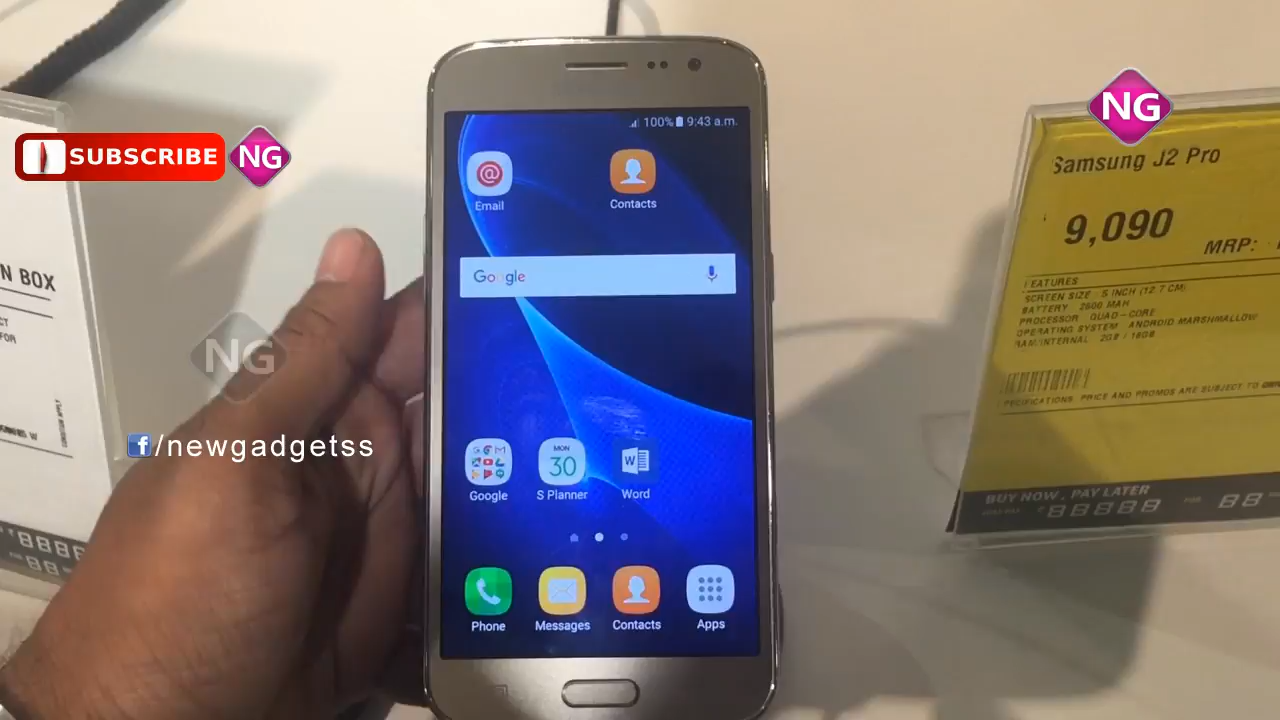 SUBSCRIBE
NG
NG
NG
f/newgadgetss
N BOX
CT
FOR
100% 9:43 a.m.
Email
Contacts
Google
Google
MON
30
S Planner
W
Word
Phone
Messages
Contacts
Apps
Samsung J2 Pro
9,090
MRP:
FEATURES
SCREEN SIZE : 5 INCH (12.7 CM)
BATTERY 2600 MAH
PROCESSOR QUAD-CORE
OPERATING SYSTEM ANDROID MARSHMALLOW
RAM/INTERNAL 2GB / 16GB
SPECIFICATIONS, PRICE AND PROMOS ARE SUBJECT TO
BUY NOW. PAY LATER
FOR